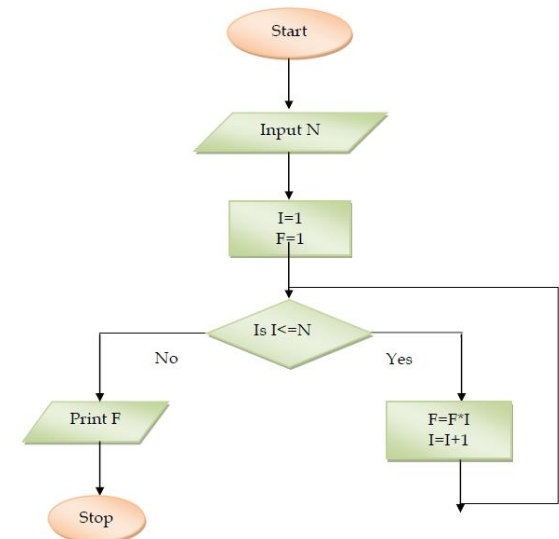 Start
Input N
I=1
F=1
Is I<=N
No
Yes
Print F
F=F*I
I=I+1
Stop